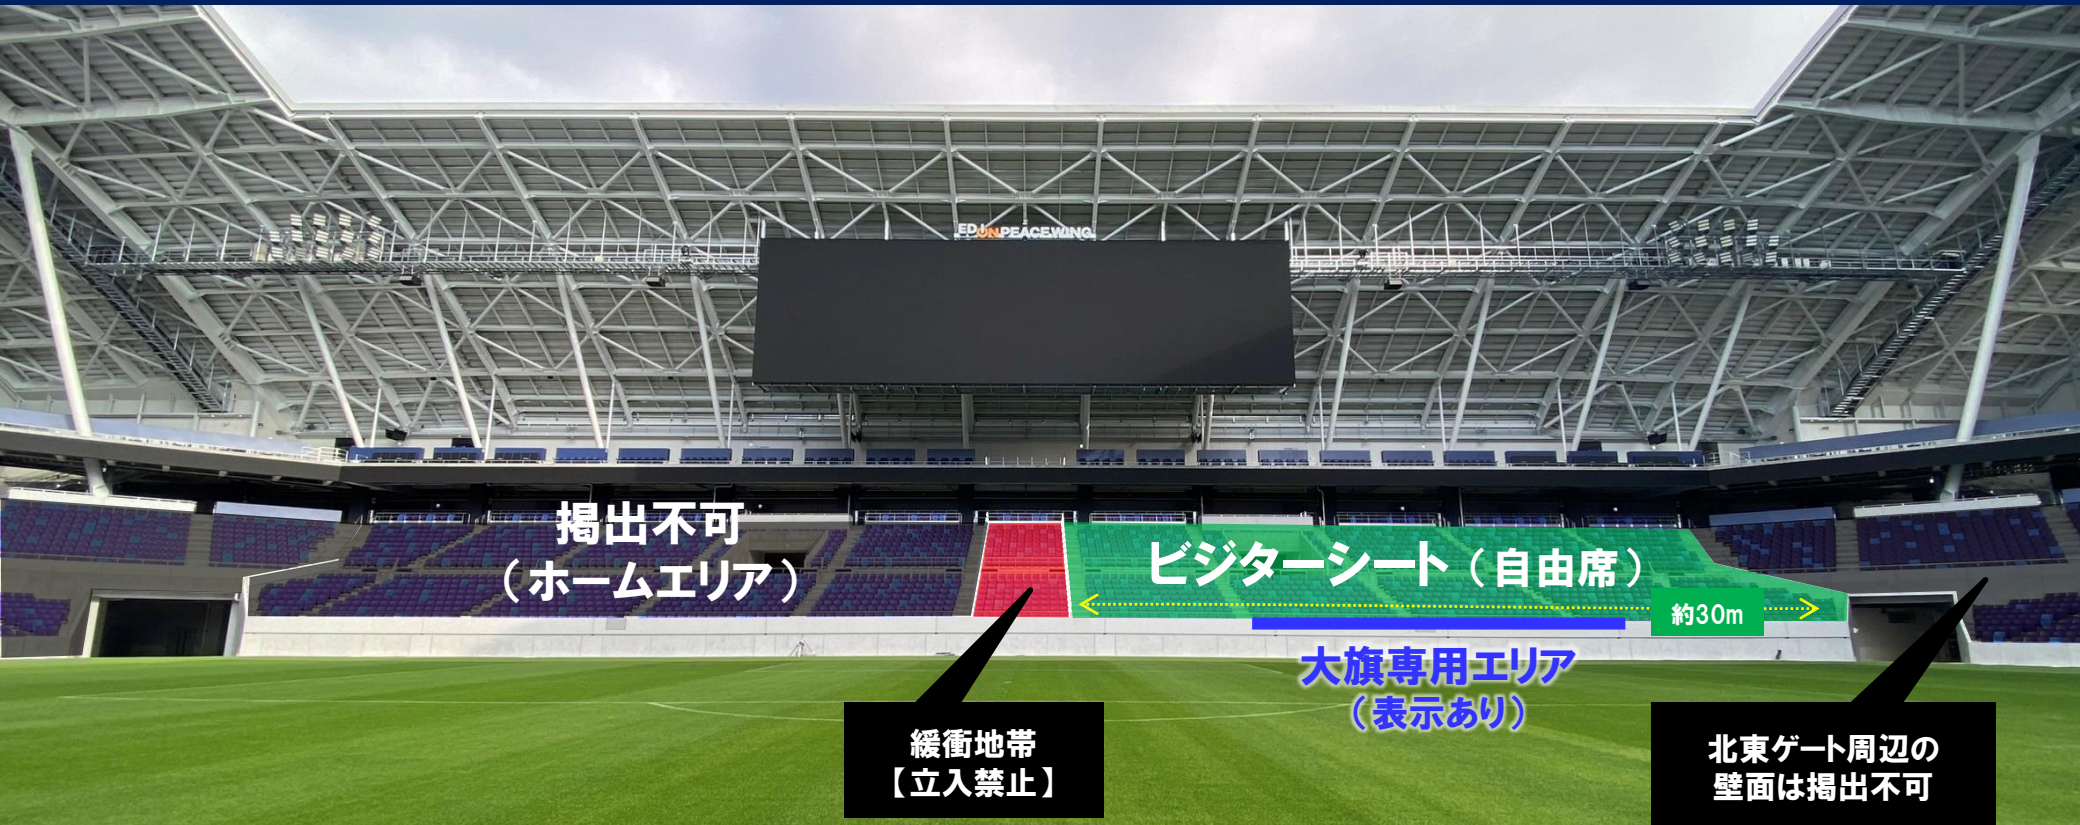 EDION PEACE WING
掲出不可
（ホームエリア）
ビジターシート（自由席）
約30m
大旗専用エリア
（表示あり）
緩衝地帯
【立入禁止】
北東ゲート周辺の
壁面は掲出不可